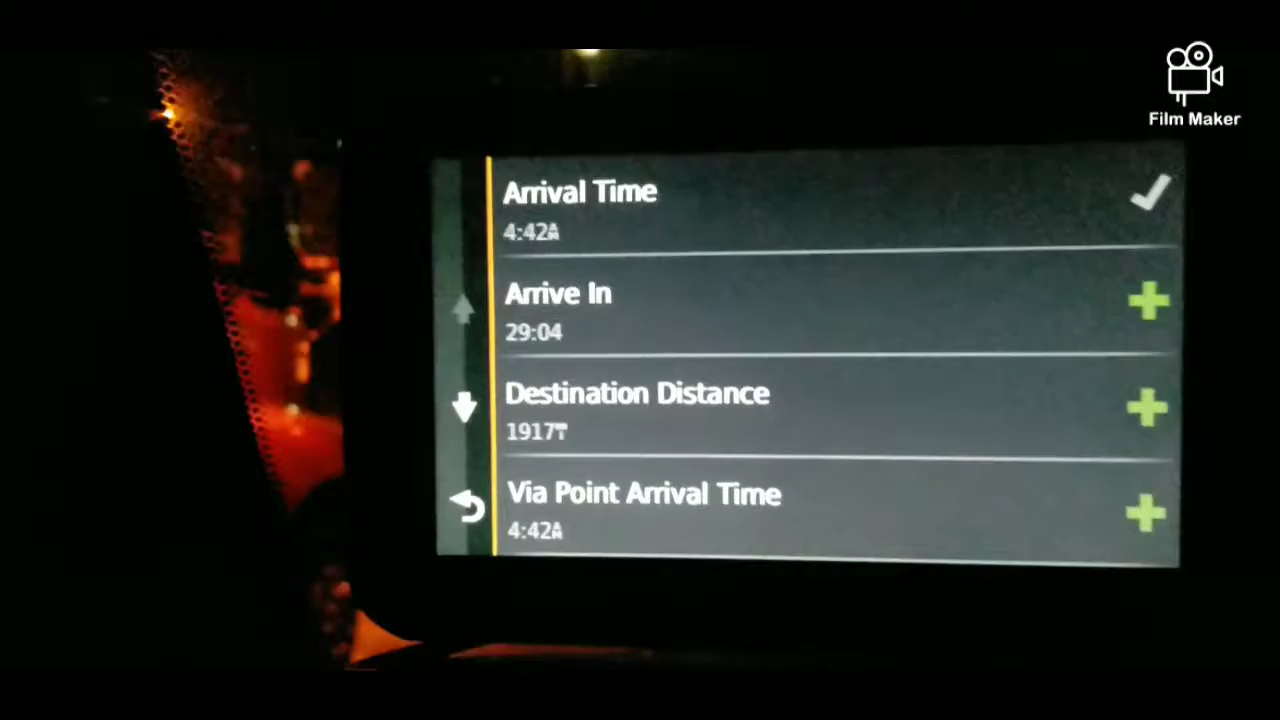 Film Maker
Arrival Time
4:42A
Arrive In
29:04
Destination Distance
1917
Via Point Arrival Time
4:42A